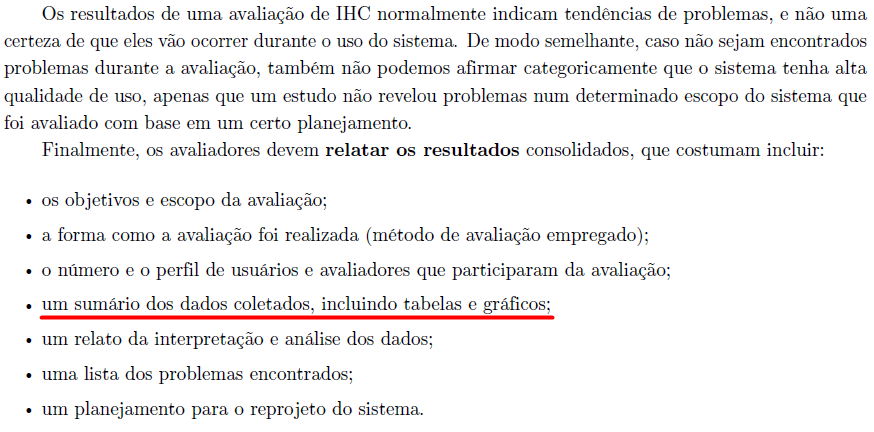 Os resultados de uma avaliação de IHC normalmente indicam tendências de problemas, e não uma
certeza de que eles vão ocorrer durante o uso do sistema. De modo semelhante, caso não sejam encontrados
problemas durante a avaliação, também não podemos afirmar categoricamente que o sistema tenha alta
qualidade de uso, apenas que um estudo não revelou problemas num determinado escopo do sistema que
foi avaliado com base em um certo planejamento.
Finalmente, os avaliadores devem relatar os resultados consolidados, que costumam incluir:
• os objetivos e escopo da avaliação;
• a forma como a avaliação foi realizada (método de avaliação empregado);
• o número e o perfil de usuários e avaliadores que participaram da avaliação;
• um sumário dos dados coletados, incluindo tabelas e gráficos;
• um relato da interpretação e análise dos dados;
• uma lista dos problemas encontrados;
• um planejamento para o reprojeto do sistema.